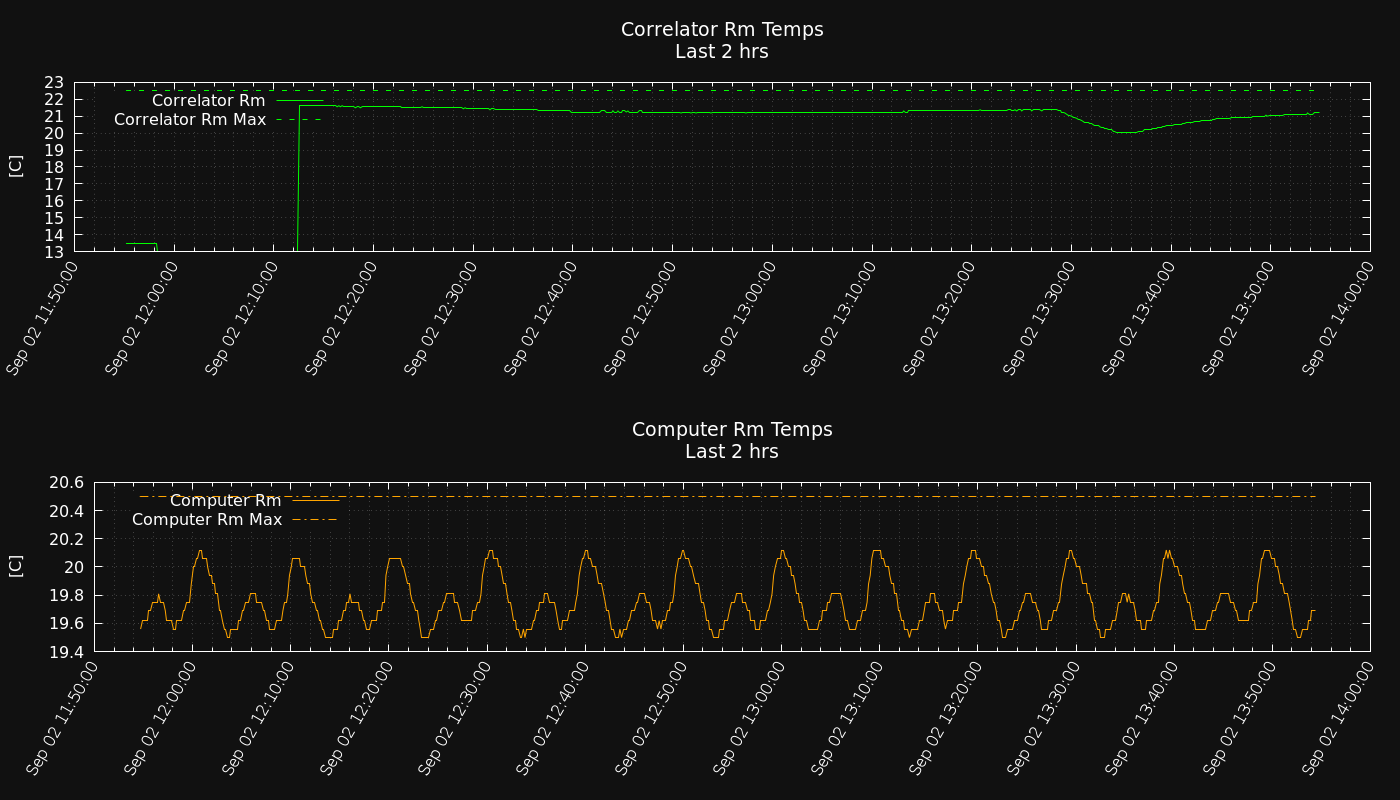 Correlator Rm Temps
Last 2 hrs
23
22
21
20
19
18
17
16
15
14
13
[C]
Correlator Rm
Correlator Rm Max
Sep 02 11:50:00
Sep 02 12:00:00
Sep 02 12:10:00
Sep 02 12:20:00
Sep 02 12:30:00
Sep 02 12:40:00
Sep 02 12:50:00
Sep 02 13:00:00
Sep 02 13:10:00
Sep 02 13:20:00
Sep 02 13:30:00
Sep 02 13:40:00
Sep 02 13:50:00
Sep 02 14:00:00
Computer Rm Temps
Last 2 hrs
20.6
20.4
20.2
20
19.8
19.6
19.4
[C]
Computer Rm
Computer Rm Max
Sep 02 11:50:00
Sep 02 12:00:00
Sep 02 12:10:00
Sep 02 12:20:00
Sep 02 12:30:00
Sep 02 12:40:00
Sep 02 12:50:00
Sep 02 13:00:00
Sep 02 13:10:00
Sep 02 13:20:00
Sep 02 13:30:00
Sep 02 13:40:00
Sep 02 13:50:00
Sep 02 14:00:00